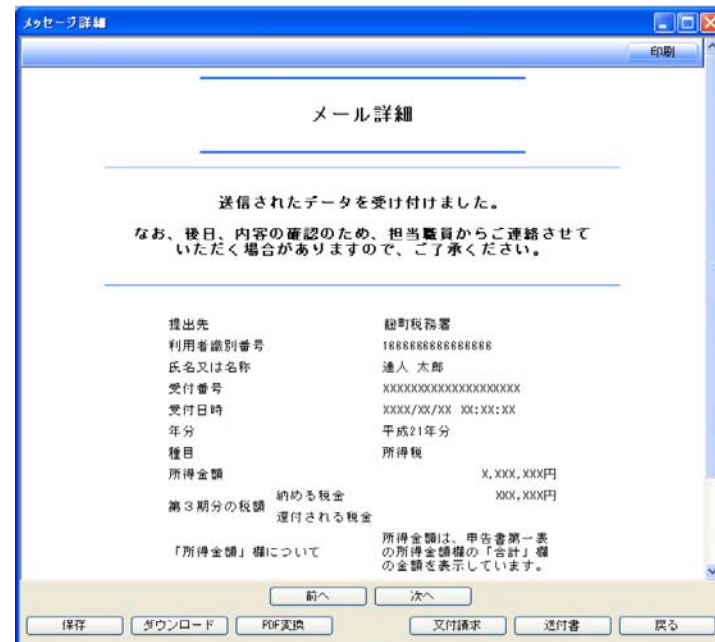 メッセージ詳細
印刷
メール詳細
送信されたデータを受け付けました。
なお、後日、内容の確認のため、担当職員からご連絡させて
いただく場合がありますので、ご了承ください。
提出先 麹町税務署
利用者識別番号 1666666666666666
氏名又は名称 達人 太郎
受付番号 XXXXXXXXXXXXXXXXXXXX
受付日時 XXXX/XX/XX XX:XX:XX
年分 平成21年分
種目 所得税
所得金額 X,XXX,XXX円
第3期分の税額 納める税金 XXX,XXX円
還付される税金
「所得金額」欄について 所得金額は、申告書第一表
の所得金額欄の「合計」欄
の金額を表示しています。
前へ 次へ
保存 ダウンロード PDF変換 交付請求 送付書 戻る